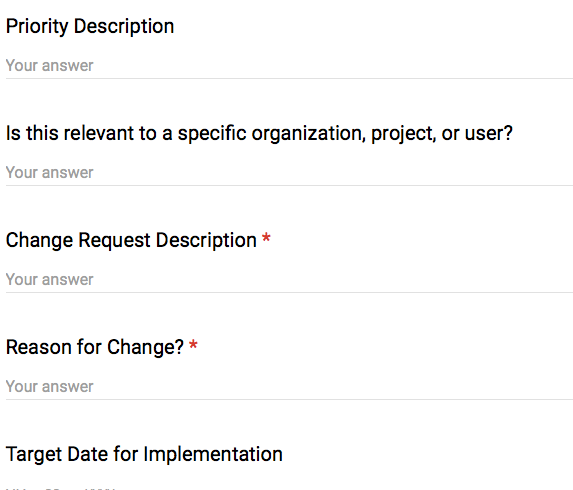 Priority Description
Your answer
Is this relevant to a specific organization, project, or user?
Your answer
Change Request Description *
Your answer
Reason for Change? *
Your answer
Target Date for Implementation